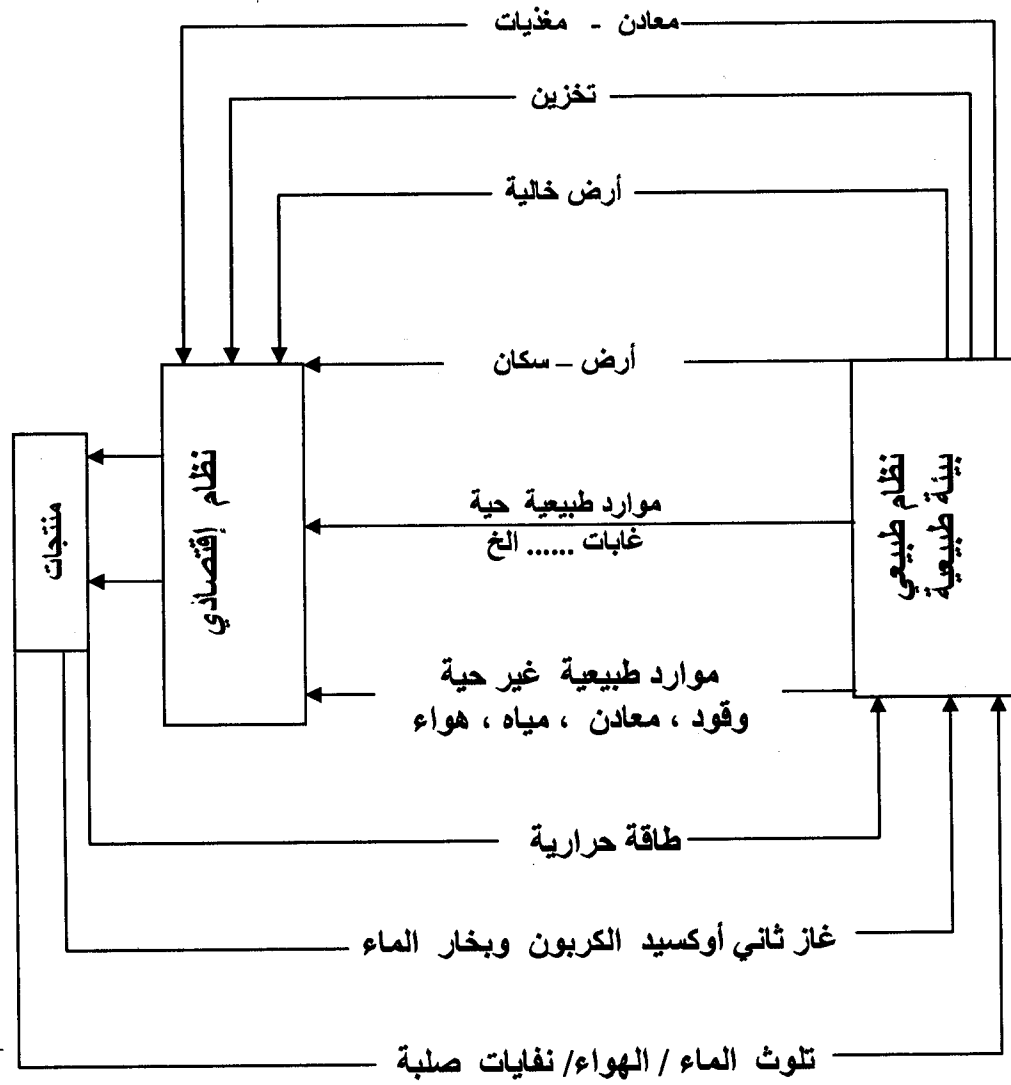 معادن - مغذيات
تخزين
أرض خالية
أرض – سكان
نظام طبيعي
بيئة طبيعية
موارد طبيعية حية
غابات ...... الخ
نظام إقتصاذي
منتجات
موارد طبيعية غير حية
وقود ، معادن ، مياه ، هواء
طاقة حرارية
غاز ثاني أوكسيد الكربون وبخار الماء
تلوث الماء / الهواء/ نفايات صلبة